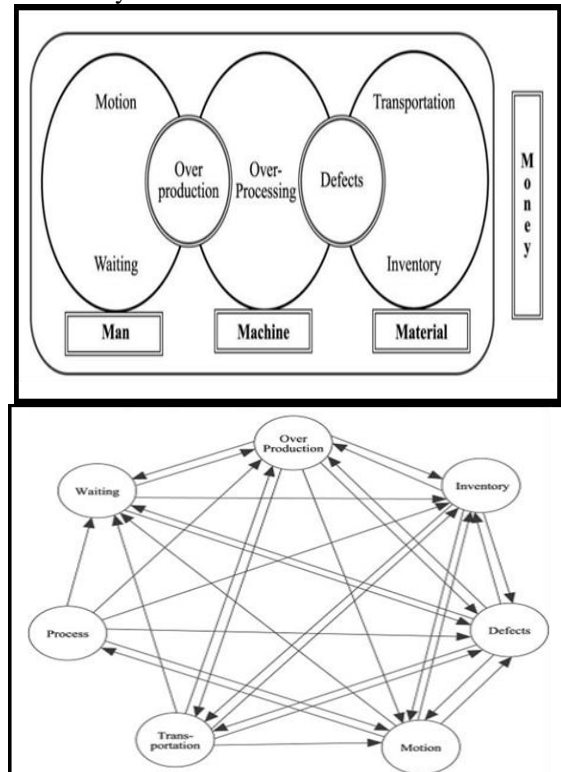 Motion
Transportation
Over
production
Over-
Processing
Defects
Waiting
Inventory
Man
Machine
Material
M
o
n
e
y
Over
Production
Waiting
Inventory
Process
Defects
Trans-
portation
Motion